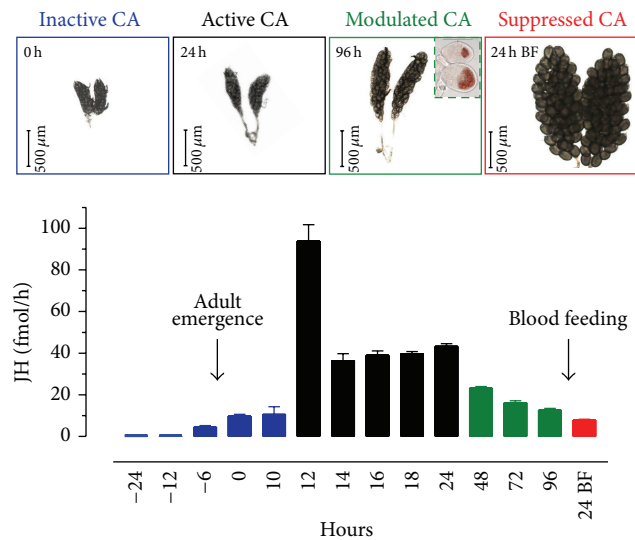 Inactive CA
Active CA
Modulated CA
Suppressed CA
0 h
24 h
96 h
24 h BF
500 μm
500 μm
500 μm
500 μm
JH (fmol/h)
100
80
60
40
20
0
Adult
emergence
Blood feeding
−24
−12
−6
0
10
12
14
16
18
24
48
72
96
24 BF
Hours